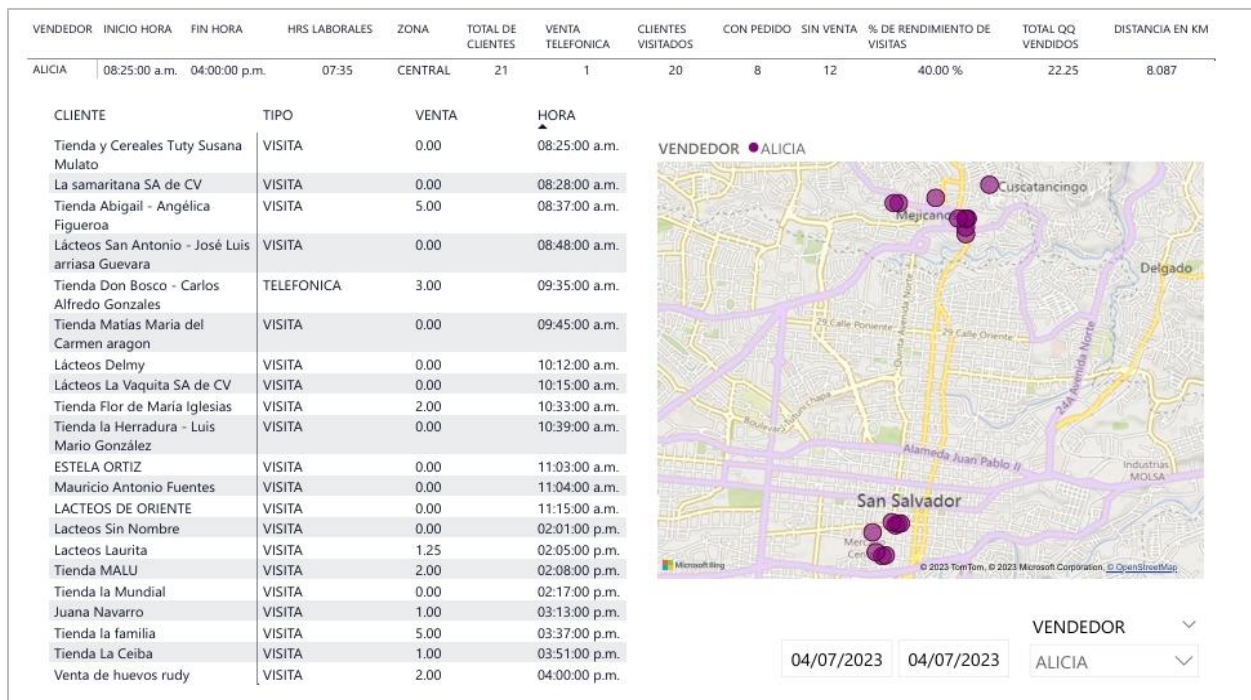 VENDEDOR INICIO HORA FIN HORA HRS LABORALES ZONA TOTAL DE CLIENTES VENTA TELEFONICA CLIENTES VISITADOS CON PEDIDO SIN VENTA % DE RENDIMIENTO DE VISITAS TOTAL QQ VENDIDOS DISTANCIA EN KM
ALICIA 08:25:00 a.m. 04:00:00 p.m. 07:35 CENTRAL 21 1 20 8 12 40.00 % 22.25 8.087
CLIENTE TIPO VENTA HORA
Tienda y Cereales Tuty Susana VISITA 0.00 08:25:00 a.m.
Mulato
La samaritana SA de CV VISITA 0.00 08:28:00 a.m.
Tienda Abigail - Angélica VISITA 5.00 08:37:00 a.m.
Figueroa
Lácteos San Antonio - José Luis VISITA 0.00 08:48:00 a.m.
arriasa Guevara
Tienda Don Bosco - Carlos TELEFONICA 3.00 09:35:00 a.m.
Alfredo Gonzales
Tienda Matías Maria del VISITA 0.00 09:45:00 a.m.
Carmen aragon
Lácteos Delmy VISITA 0.00 10:12:00 a.m.
Lácteos La Vaquita SA de CV VISITA 0.00 10:15:00 a.m.
Tienda Flor de María Iglesias VISITA 2.00 10:33:00 a.m.
Tienda la Herradura - Luis VISITA 0.00 10:39:00 a.m.
Mario González
ESTELA ORTIZ VISITA 0.00 11:03:00 a.m.
Mauricio Antonio Fuentes VISITA 0.00 11:04:00 a.m.
LACTEOS DE ORIENTE VISITA 0.00 11:15:00 a.m.
Lacteos Sin Nombre VISITA 0.00 02:01:00 p.m.
Lacteos Laurita VISITA 1.25 02:05:00 p.m.
Tienda MALU VISITA 2.00 02:08:00 p.m.
Tienda la Mundial VISITA 0.00 02:17:00 p.m.
Juana Navarro VISITA 1.00 03:13:00 p.m.
Tienda la familia VISITA 5.00 03:37:00 p.m.
Tienda La Ceiba VISITA 1.00 03:51:00 p.m.
Venta de huevos rudy VISITA 2.00 04:00:00 p.m.
VENDEDOR ALICIA
Cuscatancingo
Mejicanos
Delgado
Quinta Avenida Norte
29 Calle Poniente
29 Calle Oriente
24A Avenida Norte
Boulevard Tutunichapa
Alameda Juan Pablo II
Industrias
MOLSA
San Salvador
Microsoft Bing
© 2023 TomTom, © 2023 Microsoft Corporation, © OpenStreetMap
VENDEDOR
04/07/2023 04/07/2023 ALICIA